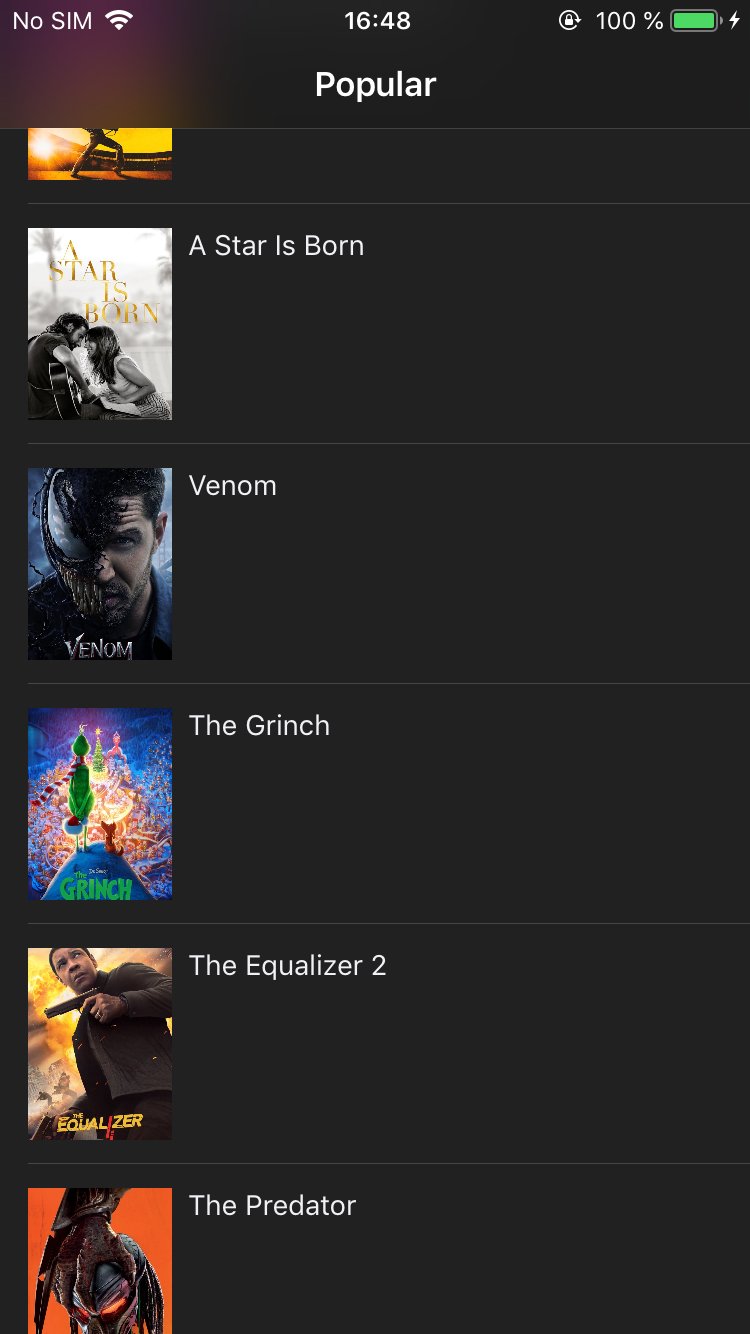 No SIM 16:48 100 %
Popular
A Star Is Born
A
STAR
IS
BORN
Venom
VENOM
The Grinch
Dr. Seuss'
The
GRINCH
The Equalizer 2
THE
EQUALIZER
The Predator